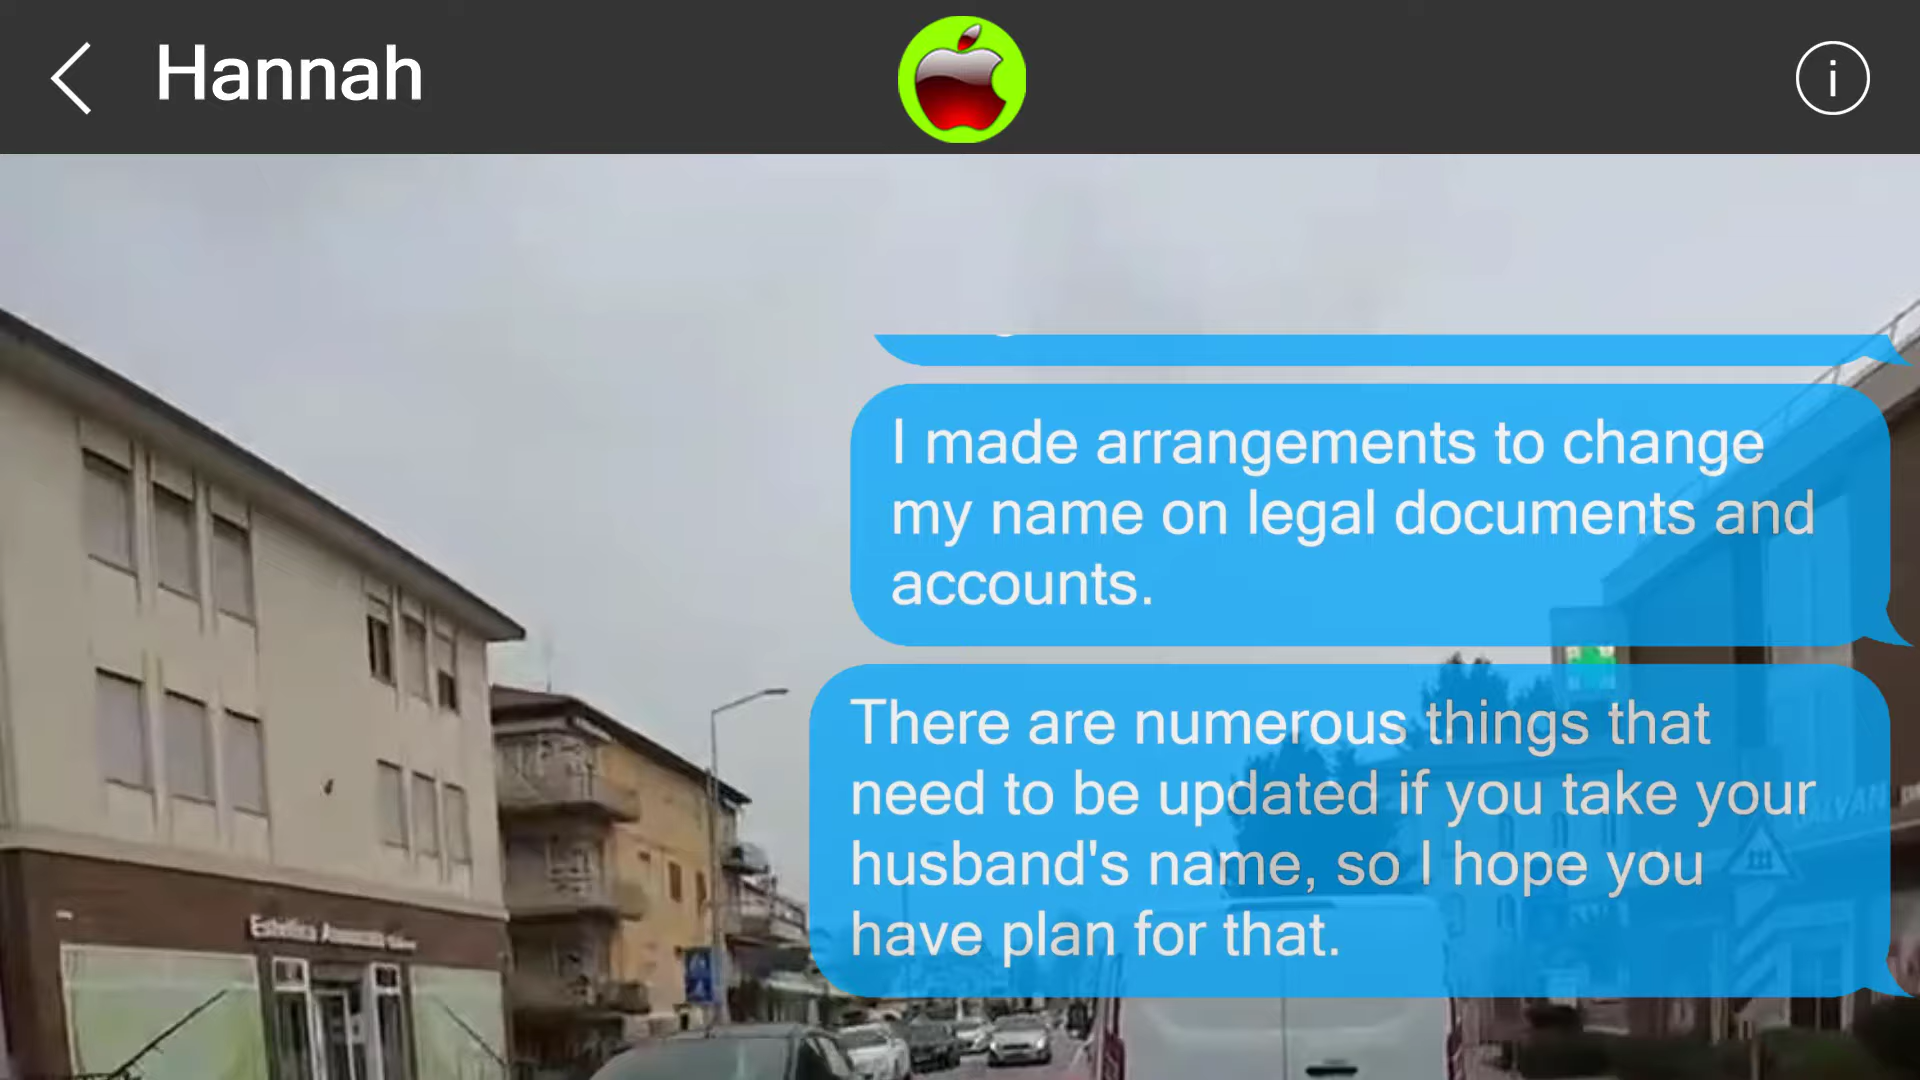 Hannah
i
I made arrangements to change
my name on legal documents and
accounts.
There are numerous things that
need to be updated if you take your
husband's name, so I hope you
have plan for that.
Estetica